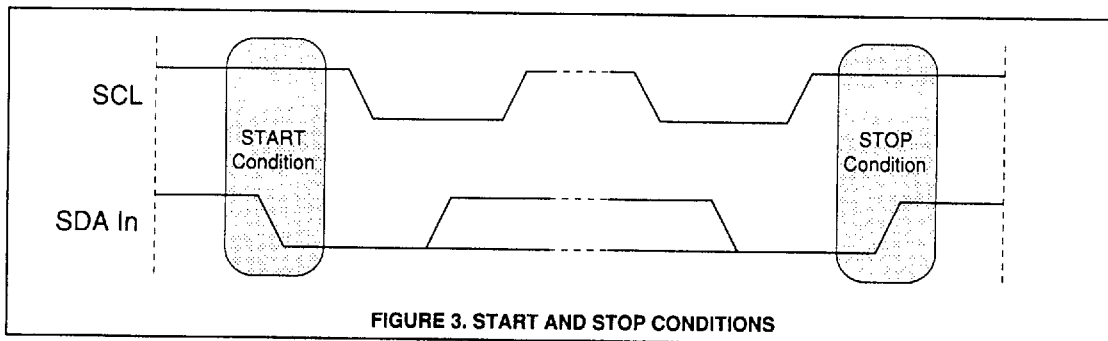 SCL
START
Condition
STOP
Condition
SDA In
FIGURE 3. START AND STOP CONDITIONS